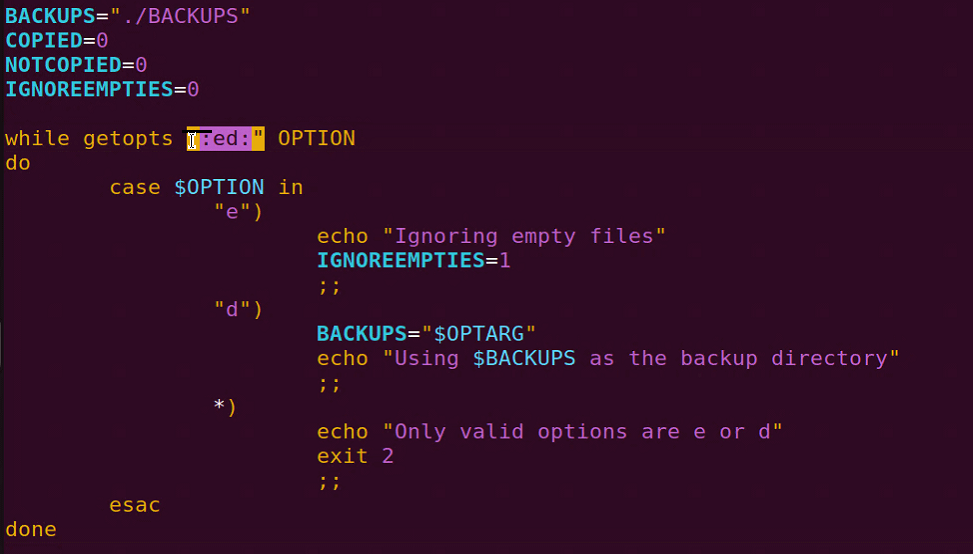 BACKUPS="./BACKUPS"
COPIED=0
NOTCOPIED=0
IGNOREEMPTIES=0

while getopts ":ed:" OPTION
do
        case $OPTION in
                "e")
                        echo "Ignoring empty files"
                        IGNOREEMPTIES=1
                        ;;
                "d")
                        BACKUPS="$OPTARG"
                        echo "Using $BACKUPS as the backup directory"
                        ;;
                *)
                        echo "Only valid options are e or d"
                        exit 2
                        ;;
        esac
done